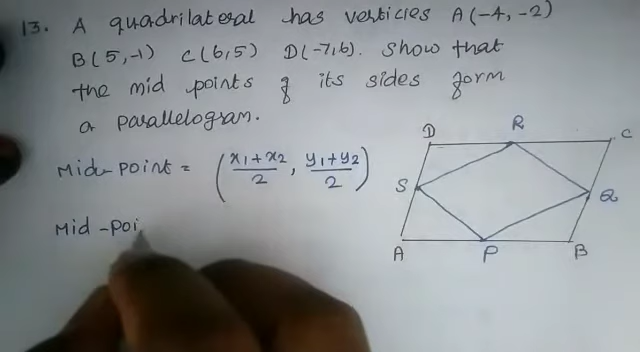 13. A quadrilateral has verticies A(-4,-2)
B(5,-1) C(6,5) D(-7,6). Show that
the mid points of its sides form
a parallelogram.
Mid-point = (x1+x2/2, y1+y2/2)
Mid-poi
D R C
S Q
A P B